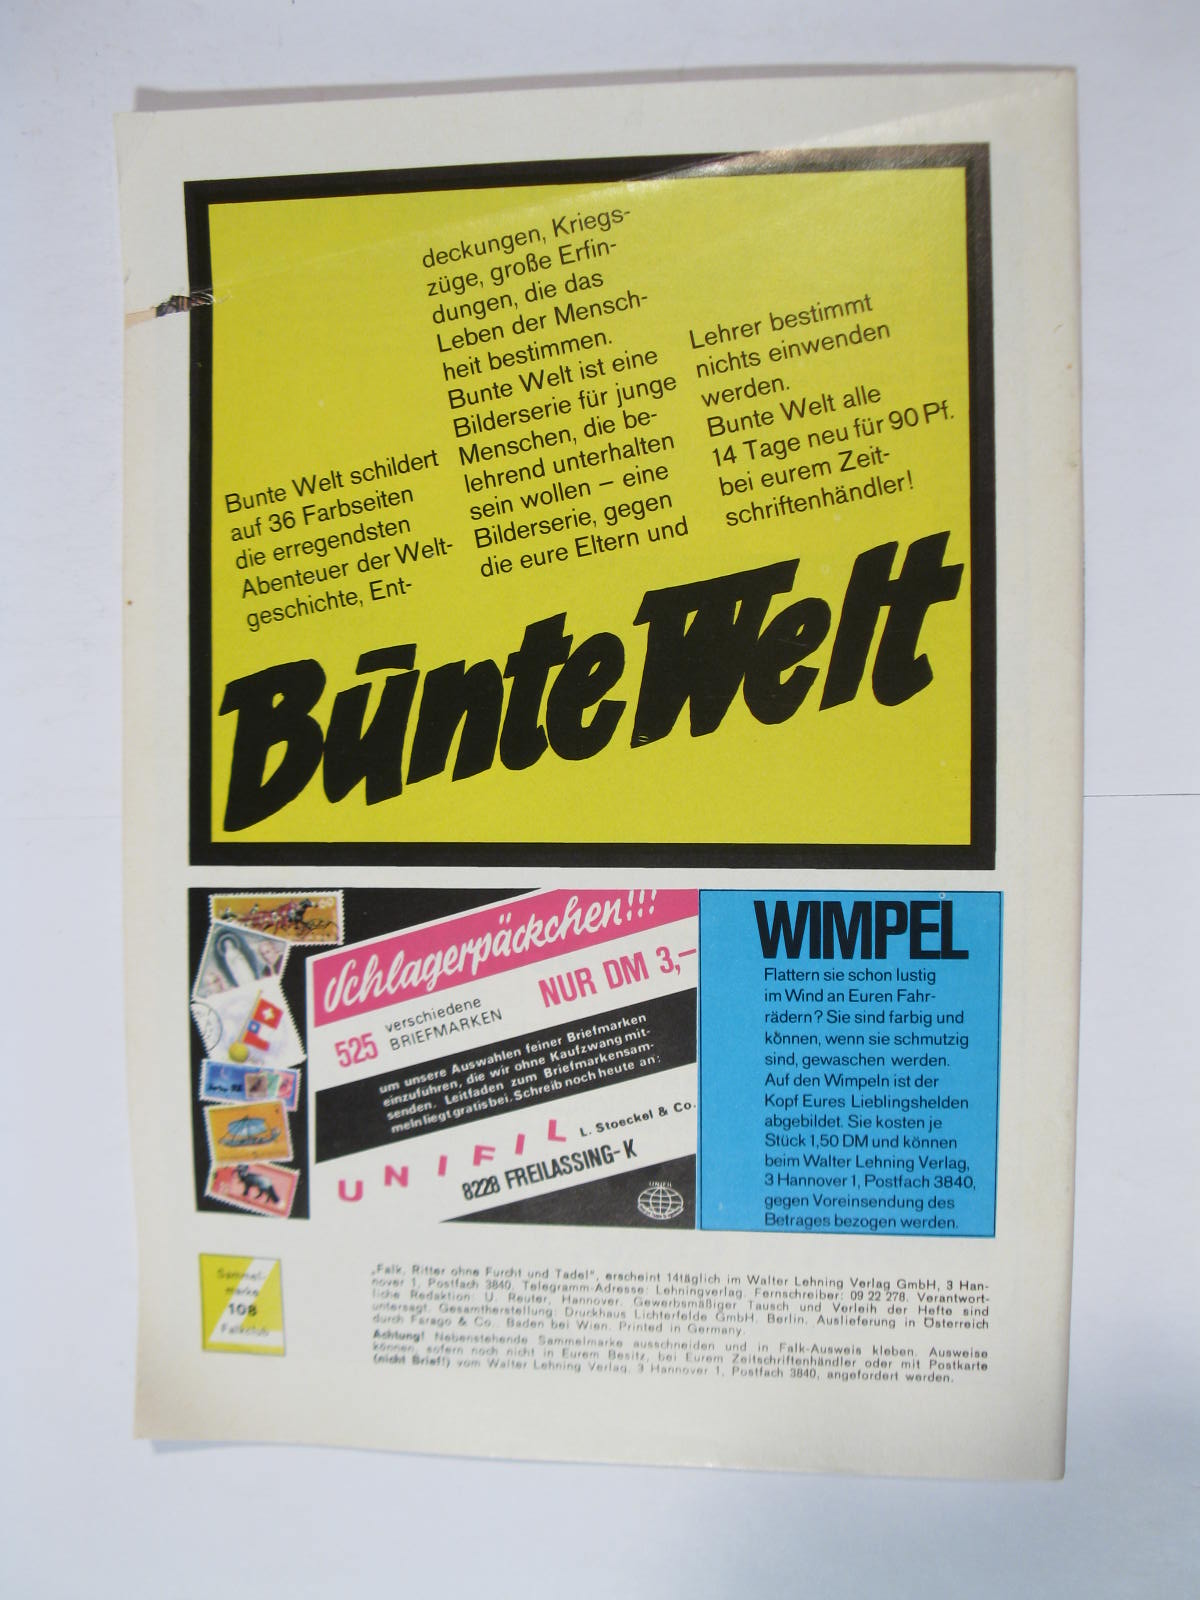 Bunte Welt schildert
auf 36 Farbseiten
die erregendsten
Abenteuer der Welt-
geschichte, Ent-
deckungen, Kriegs-
züge, große Erfin-
dungen, die das
Leben der Mensch-
heit bestimmen.
Bunte Welt ist eine
Bilderserie für junge
Menschen, die be-
lehrend unterhalten
sein wollen – eine
Bilderserie, gegen
die eure Eltern und
Lehrer bestimmt
nichts einwenden
werden.
Bunte Welt alle
14 Tage neu für 90 Pf.
bei eurem Zeit-
schriftenhändler!
Bunte Welt
Schlagerpäckchen!!!
525 verschiedene
BRIEFMARKEN
NUR DM 3,–
um unsere Auswahlen feiner Briefmarken
einzuführen, die wir ohne Kaufzwang mit-
senden. Leitfaden zum Briefmarkensam-
meln liegt gratis bei. Schreib noch heute an:
UNIFIL L. Stoeckel & Co.
8228 FREILASSING-K
UNIFIL
WIMPEL
Flattern sie schon lustig
im Wind an Euren Fahr-
rädern? Sie sind farbig und
können, wenn sie schmutzig
sind, gewaschen werden.
Auf den Wimpeln ist der
Kopf Eures Lieblingshelden
abgebildet. Sie kosten je
Stück 1,50 DM und können
beim Walter Lehning Verlag,
3 Hannover 1, Postfach 3840,
gegen Voreinsendung des
Betrages bezogen werden.
Sammel-
marke
108
Falkclub
„Falk, Ritter ohne Furcht und Tadel", erscheint 14täglich im Walter Lehning Verlag GmbH, 3 Han-
nover 1, Postfach 3840, Telegramm-Adresse: Lehningverlag. Fernschreiber: 09 22 278. Verantwort-
liche Redaktion: U. Reuter, Hannover. Gewerbsmäßiger Tausch und Verleih der Hefte sind
untersagt. Gesamtherstellung: Druckhaus Lichterfelde GmbH. Berlin. Auslieferung in Österreich
durch Farago & Co., Baden bei Wien. Printed in Germany.
Achtung! Nebenstehende Sammelmarke ausschneiden und in Falk-Ausweis kleben. Ausweise
können, sofern noch nicht in Eurem Besitz, bei Eurem Zeitschriftenhändler oder mit Postkarte
(nicht Brief!) vom Walter Lehning Verlag, 3 Hannover 1, Postfach 3840, angefordert werden.